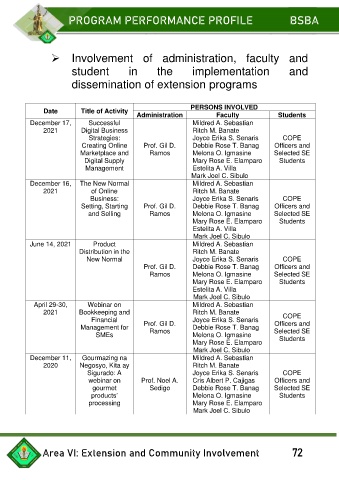 PROGRAM PERFORMANCE PROFILE BSBA
➢ Involvement of administration, faculty and
student in the implementation and
dissemination of extension programs
Date Title of Activity PERSONS INVOLVED
Administration Faculty Students
December 17, 2021
Successful Digital Business Strategies: Creating Online Marketplace and Digital Supply Management
Prof. Gil D. Ramos
Mildred A. Sebastian
Ritch M. Banate
Joyce Erika S. Senaris
Debbie Rose T. Banag
Melona O. Igmasine
Mary Rose E. Elamparo
Estelita A. Villa
Mark Joel C. Sibulo
COPE Officers and Selected SE Students
December 16, 2021
The New Normal of Online Business: Setting, Starting and Selling
Prof. Gil D. Ramos
Mildred A. Sebastian
Ritch M. Banate
Joyce Erika S. Senaris
Debbie Rose T. Banag
Melona O. Igmasine
Mary Rose E. Elamparo
Estelita A. Villa
Mark Joel C. Sibulo
COPE Officers and Selected SE Students
June 14, 2021
Product Distribution in the New Normal
Prof. Gil D. Ramos
Mildred A. Sebastian
Ritch M. Banate
Joyce Erika S. Senaris
Debbie Rose T. Banag
Melona O. Igmasine
Mary Rose E. Elamparo
Estelita A. Villa
Mark Joel C. Sibulo
COPE Officers and Selected SE Students
April 29-30, 2021
Webinar on Bookkeeping and Financial Management for SMEs
Prof. Gil D. Ramos
Mildred A. Sebastian
Ritch M. Banate
Joyce Erika S. Senaris
Debbie Rose T. Banag
Melona O. Igmasine
Mary Rose E. Elamparo
Mark Joel C. Sibulo
COPE Officers and Selected SE Students
December 11, 2020
Gourmazing na Negosyo, Kita ay Sigurado: A webinar on gourmet products' processing
Prof. Noel A. Sedigo
Mildred A. Sebastian
Ritch M. Banate
Joyce Erika S. Senaris
Cris Albert P. Cajigas
Debbie Rose T. Banag
Melona O. Igmasine
Mary Rose E. Elamparo
Mark Joel C. Sibulo
COPE Officers and Selected SE Students
Area VI: Extension and Community Involvement 72